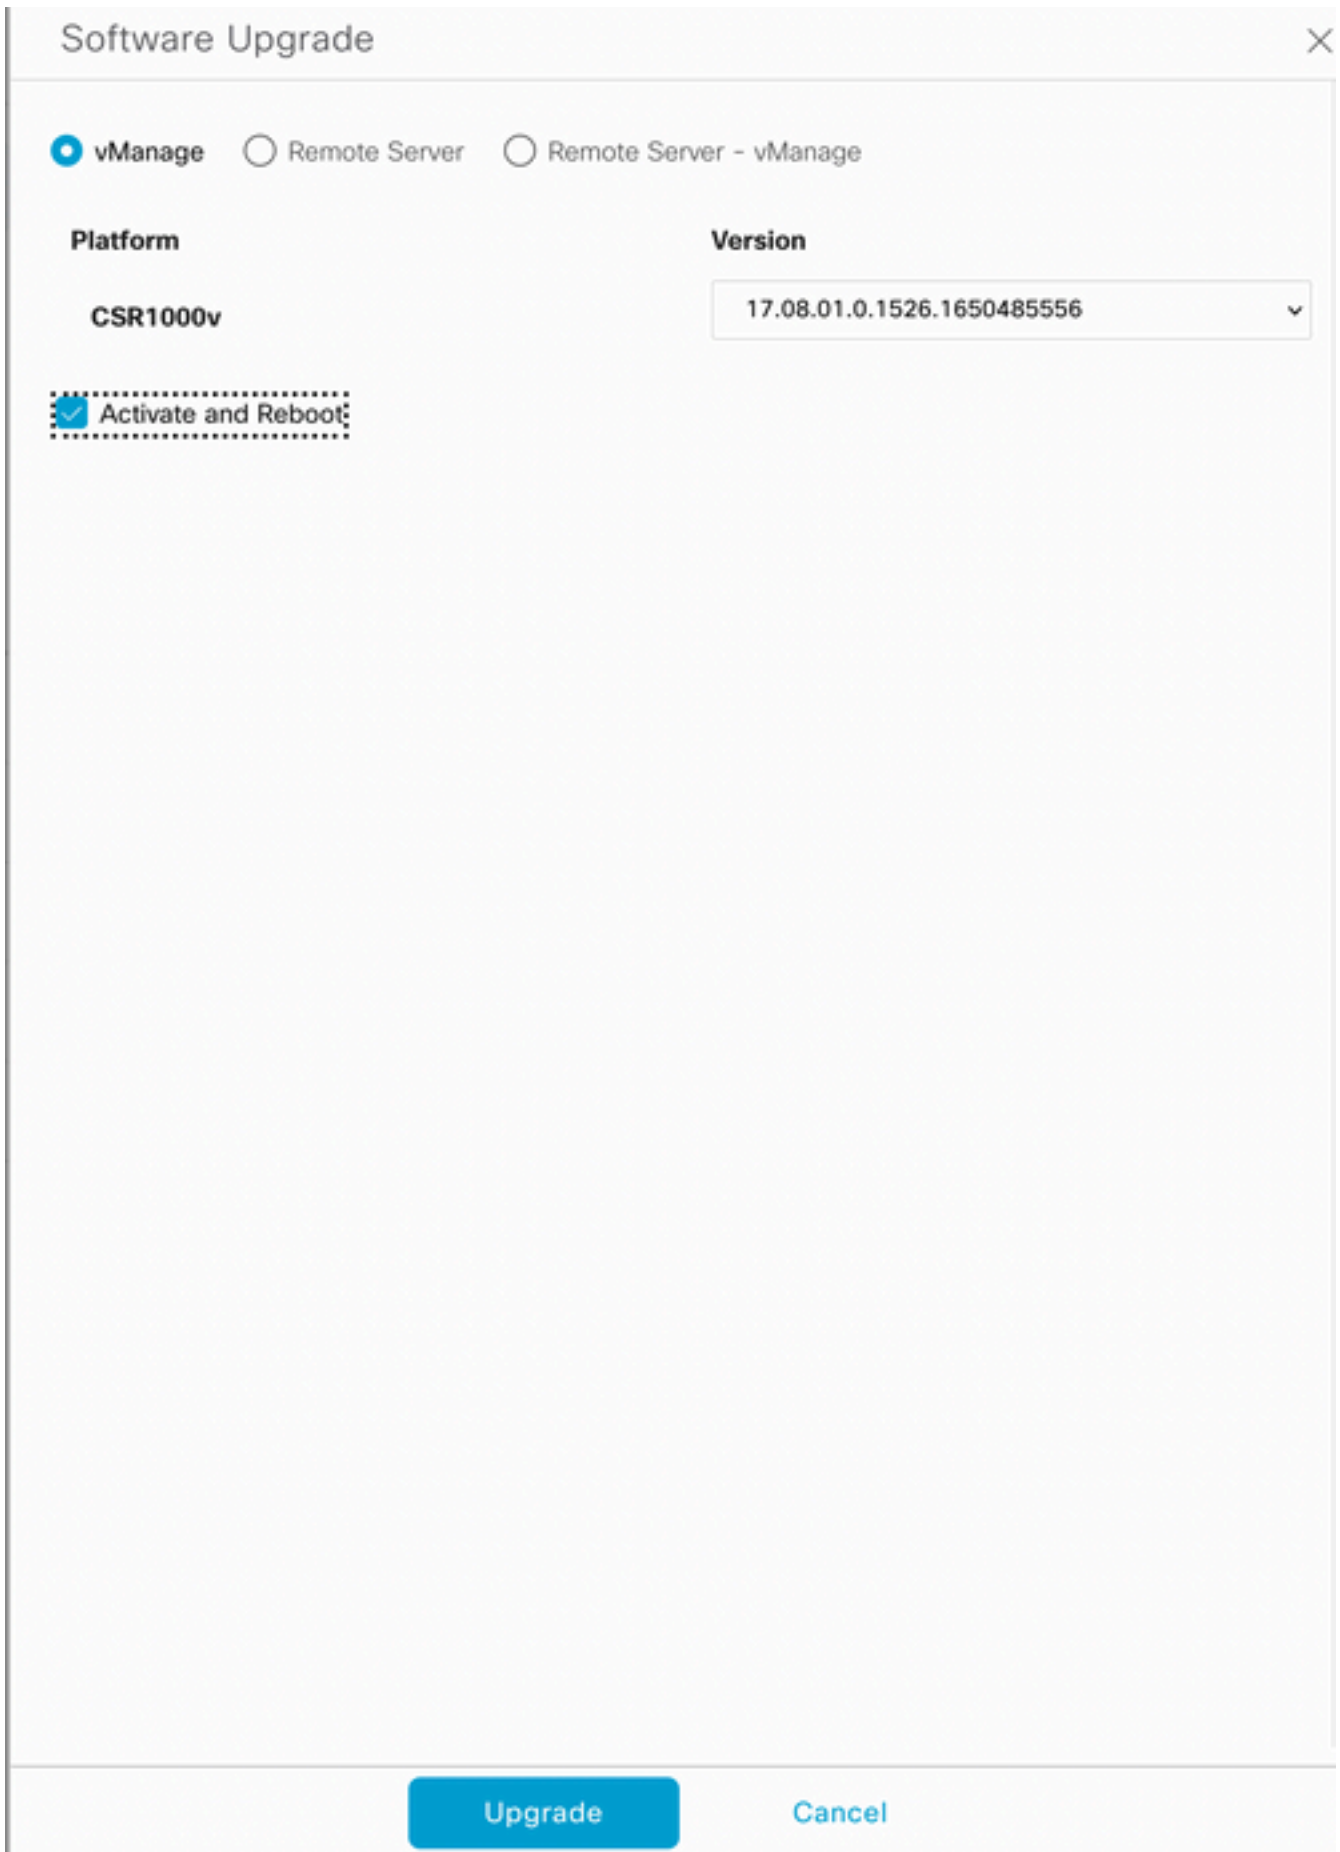 Software Upgrade
vManage Remote Server Remote Server - vManage
Platform Version
CSR1000v 17.08.01.0.1526.1650485556
Activate and Reboot
Upgrade Cancel